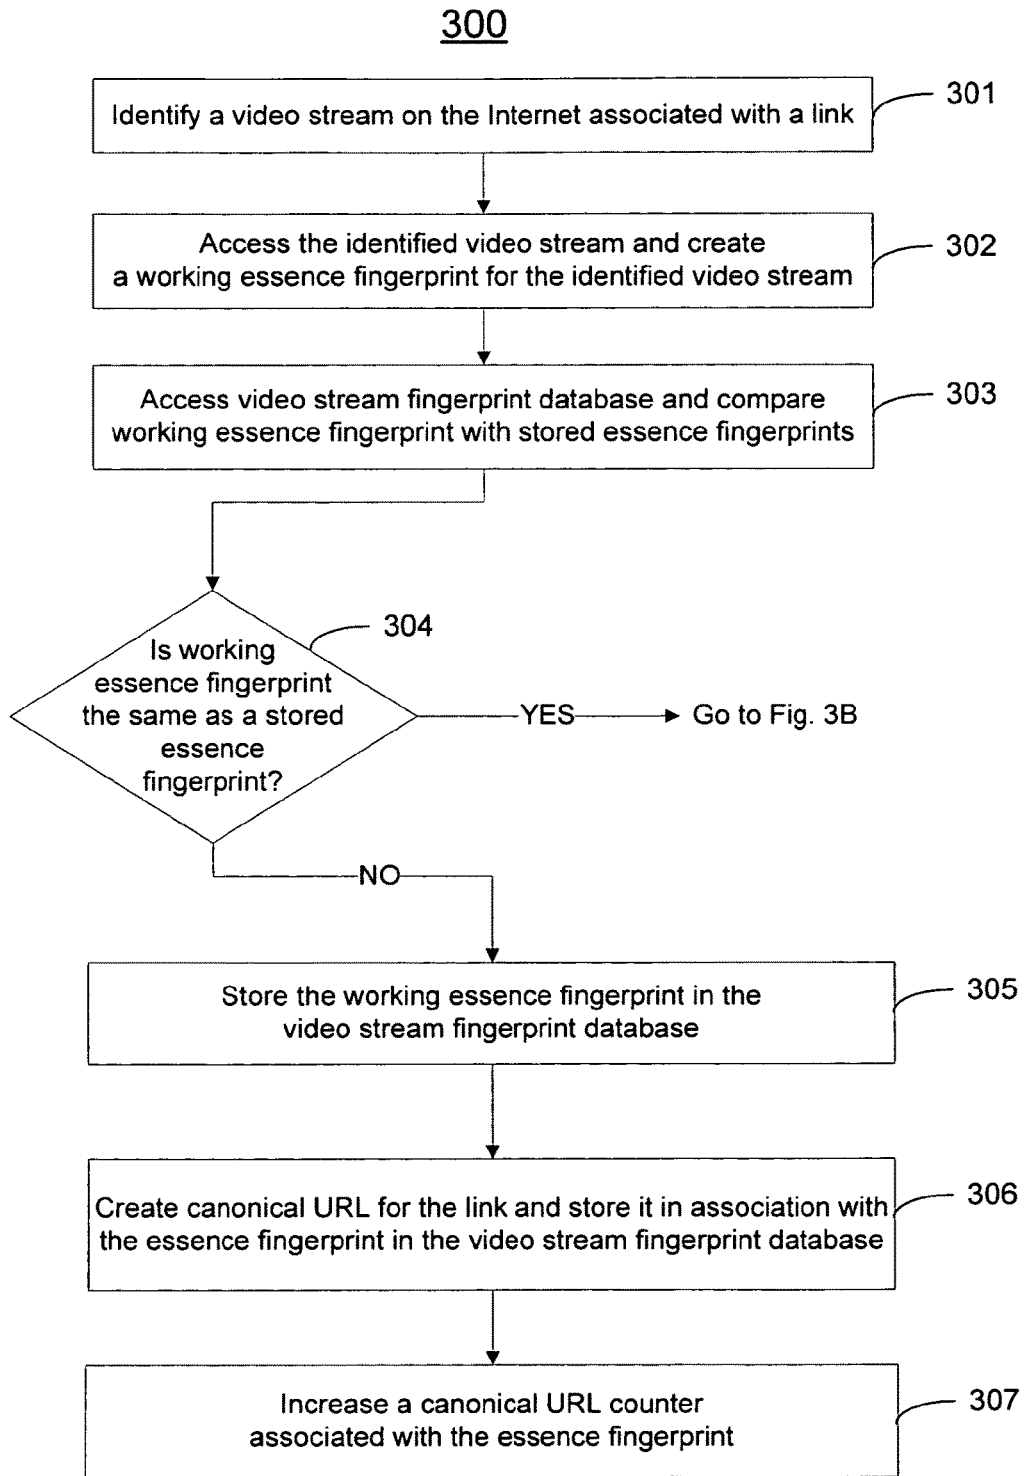 300
Identify a video stream on the Internet associated with a link
301
Access the identified video stream and create
a working essence fingerprint for the identified video stream
302
Access video stream fingerprint database and compare
working essence fingerprint with stored essence fingerprints
303
304
Is working
essence fingerprint
the same as a stored
essence
fingerprint?
YES
Go to Fig. 3B
NO
Store the working essence fingerprint in the
video stream fingerprint database
305
Create canonical URL for the link and store it in association with
the essence fingerprint in the video stream fingerprint database
306
Increase a canonical URL counter
associated with the essence fingerprint
307